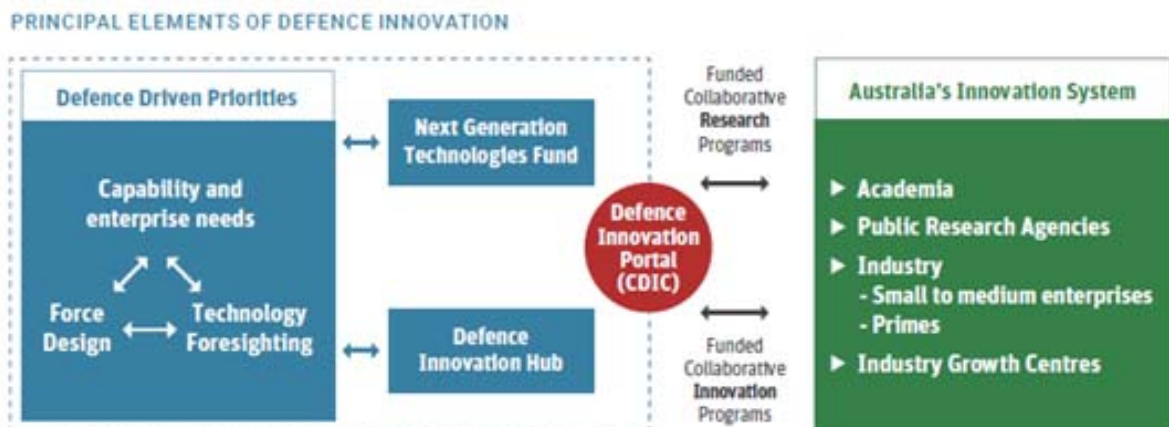 PRINCIPAL ELEMENTS OF DEFENCE INNOVATION
Defence Driven Priorities
Capability and
enterprise needs
Force
Design
Technology
Foresighting
Next Generation
Technologies Fund
Defence
Innovation Hub
Defence
Innovation
Portal
(CDIC)
Funded
Collaborative
Research
Programs
Funded
Collaborative
Innovation
Programs
Australia's Innovation System
► Academia
► Public Research Agencies
► Industry
- Small to medium enterprises
- Primes
► Industry Growth Centres